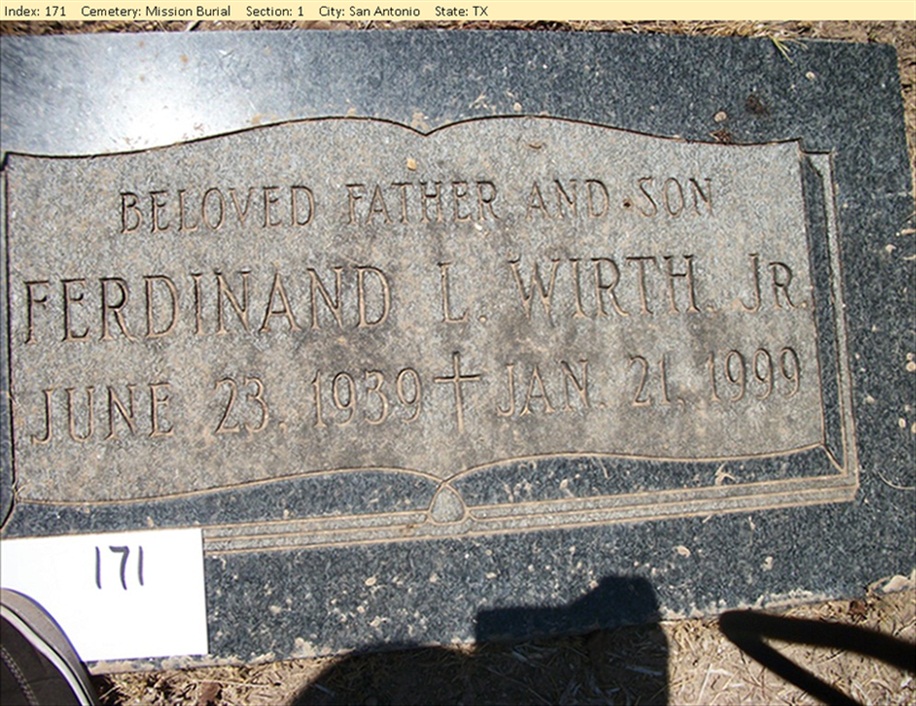 Index: 171 Cemetery: Mission Burial Section: 1 City: San Antonio State: TX
BELOVED FATHER AND SON
FERDINAND L. WIRTH, JR.
JUNE 23, 1939 JAN. 21, 1999
171